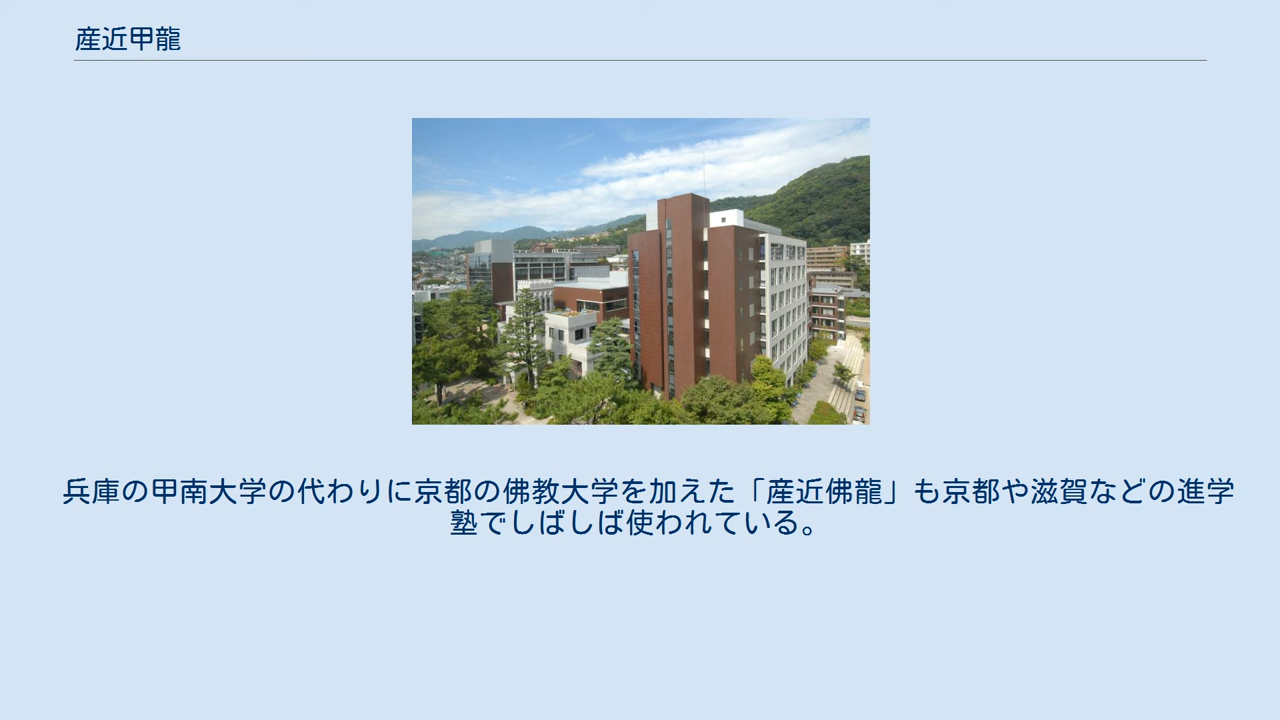 産近甲龍
兵庫の甲南大学の代わりに京都の佛教大学を加えた「産近佛龍」も京都や滋賀などの進学
塾でしばしば使われている。